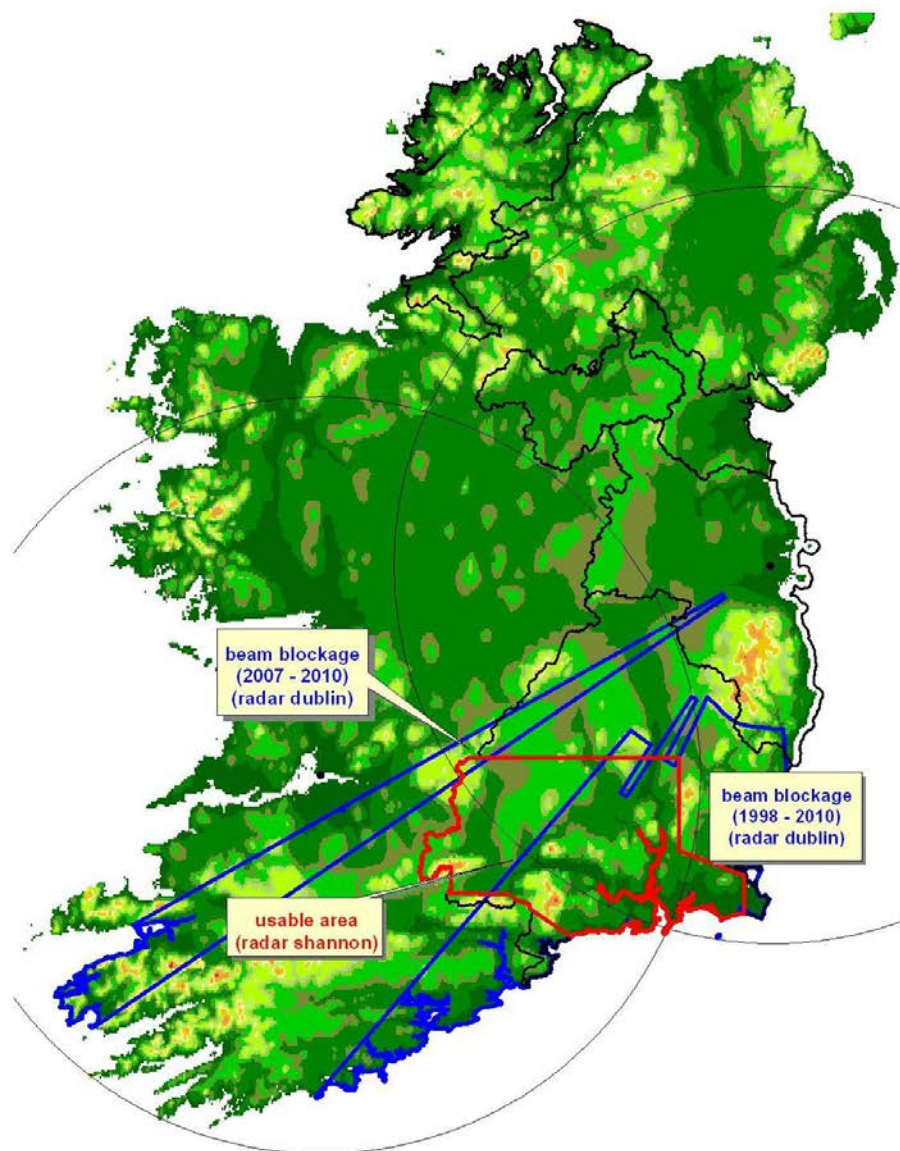 beam blockage
(2007 - 2010)
(radar dublin)
beam blockage
(1998 - 2010)
(radar dublin)
usable area
(radar shannon)